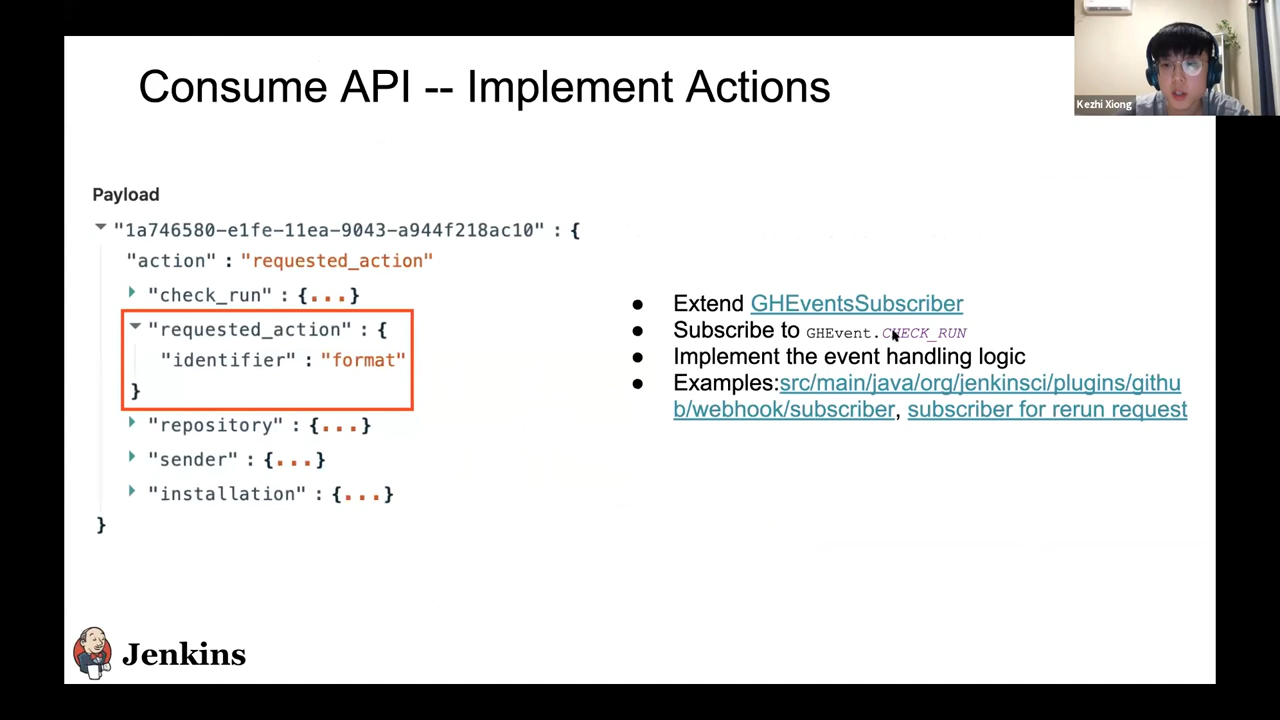 Consume API -- Implement Actions
Kezhi Xiong
Payload
"1a746580-e1fe-11ea-9043-a944f218ac10" : {
"action" : "requested_action"
"check_run" : {...}
"requested_action" : {
"identifier" : "format"
}
"repository" : {...}
"sender" : {...}
"installation" : {...}
}
● Extend GHEventsSubscriber
● Subscribe to GHEvent.CHECK_RUN
● Implement the event handling logic
● Examples:src/main/java/org/jenkinsci/plugins/githu
b/webhook/subscriber, subscriber for rerun request
Jenkins